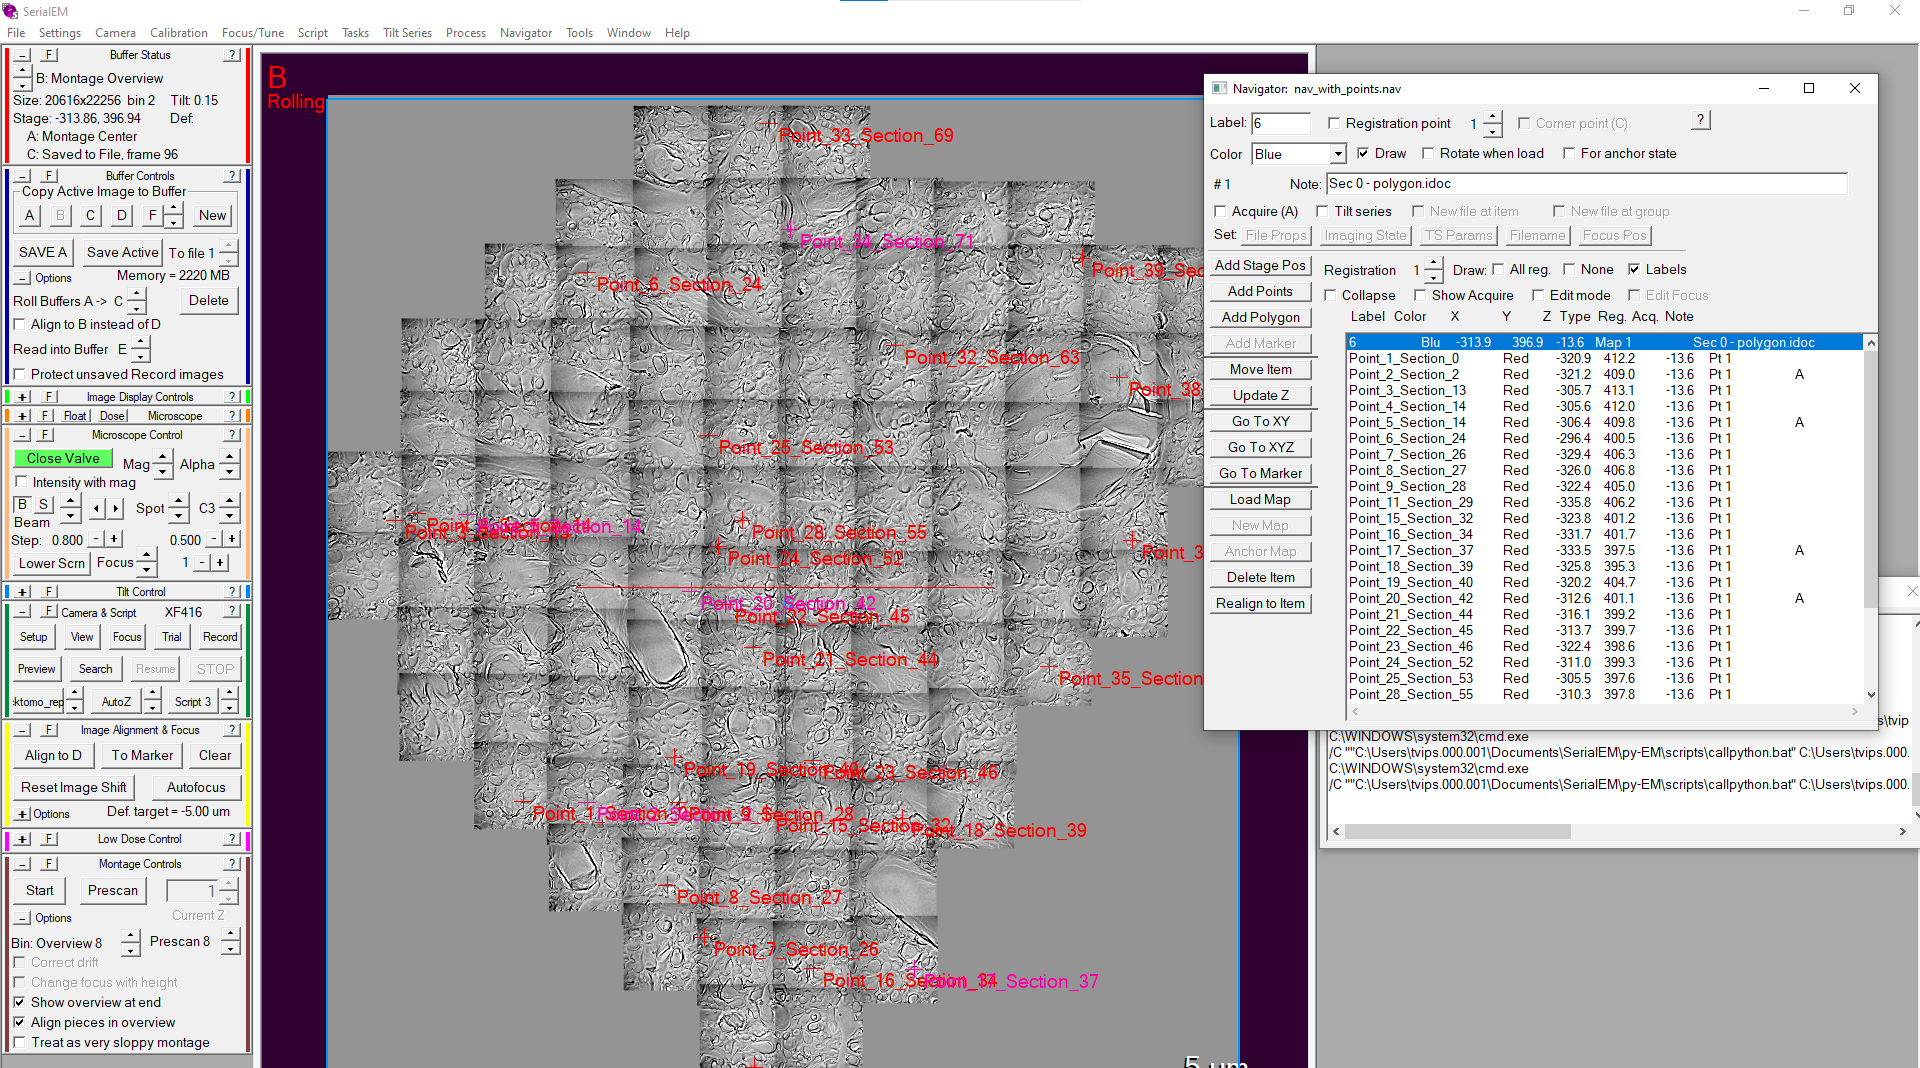 SerialEM
File Settings Camera Calibration Focus/Tune Script Tasks Tilt Series Process Navigator Tools Window Help
– F Buffer Status ?
B: Montage Overview
Size: 20616x22256 bin 2 Tilt: 0.15
Stage: -313.86, 396.94 Def:
A: Montage Center
C: Saved to File, frame 96
– F Buffer Controls ?
Copy Active Image to Buffer
A B C D F New
SAVE A Save Active To file 1
– Options Memory = 2220 MB
Roll Buffers A -> C Delete
Align to B instead of D
Read into Buffer E
Protect unsaved Record images
+ F Image Display Controls ?
+ F Float Dose Microscope ?
– F Microscope Control ?
Close Valve Mag Alpha
Intensity with mag
B S Spot C3
Beam
Step: 0.800 - + 0.500 - +
Lower Scrn Focus 1 - +
+ F Tilt Control ?
– F Camera & Script XF416 ?
Setup View Focus Trial Record
Preview Search Resume STOP
:ktomo_rep AutoZ Script 3
– F Image Alignment & Focus ?
Align to D To Marker Clear
Reset Image Shift Autofocus
+ Options Def. target = -5.00 um
+ F Low Dose Control ?
– F Montage Controls ?
Start Prescan 1
– Options Current Z
Bin: Overview 8 Prescan 8
Correct drift
Change focus with height
Show overview at end
Align pieces in overview
Treat as very sloppy montage
B
Rolling
Point_33_Section_69
Point_34_Section_71
Point_39_Sec
Point_6_Section_24
Point_32_Section_63
Point_38_
Point_25_Section_53
Point_28_Section_55
Point_3
Point_24_Section_52
Point_20_Section_42
Point_22_Section_45
Point_21_Section_44
Point_35_Section
Point_19_Section_40
Point_23_Section_46
Point_1_Section_0
Point_9_Section_28
Point_15_Section_32
Point_18_Section_39
Point_8_Section_27
Point_7_Section_26
Point_16_Section_34
Point_17_Section_37
5 um
Navigator: nav_with_points.nav
Label: 6 Registration point 1 Corner point (C) ?
Color Blue Draw Rotate when load For anchor state
# 1 Note: Sec 0 - polygon.idoc
Acquire (A) Tilt series New file at item New file at group
Set: File Props Imaging State TS Params Filename Focus Pos
Add Stage Pos Registration 1 Draw: All reg. None Labels
Add Points Collapse Show Acquire Edit mode Edit Focus
Add Polygon Label Color X Y Z Type Reg. Acq. Note
Add Marker
Move Item
Update Z
Go To XY
Go To XYZ
Go To Marker
Load Map
New Map
Anchor Map
Delete Item
Realign to Item
6 Blu -313.9 396.9 -13.6 Map 1 Sec 0 - polygon.idoc
Point_1_Section_0 Red -320.9 412.2 -13.6 Pt 1
Point_2_Section_2 Red -321.2 409.0 -13.6 Pt 1 A
Point_3_Section_13 Red -305.7 413.1 -13.6 Pt 1
Point_4_Section_14 Red -305.6 412.0 -13.6 Pt 1
Point_5_Section_14 Red -306.4 409.8 -13.6 Pt 1 A
Point_6_Section_24 Red -296.4 400.5 -13.6 Pt 1
Point_7_Section_26 Red -329.4 406.3 -13.6 Pt 1
Point_8_Section_27 Red -326.0 406.8 -13.6 Pt 1
Point_9_Section_28 Red -322.4 405.0 -13.6 Pt 1
Point_11_Section_29 Red -335.8 406.2 -13.6 Pt 1
Point_15_Section_32 Red -323.8 401.2 -13.6 Pt 1
Point_16_Section_34 Red -331.7 401.7 -13.6 Pt 1
Point_17_Section_37 Red -333.5 397.5 -13.6 Pt 1 A
Point_18_Section_39 Red -325.8 395.3 -13.6 Pt 1
Point_19_Section_40 Red -320.2 404.7 -13.6 Pt 1
Point_20_Section_42 Red -312.6 401.1 -13.6 Pt 1 A
Point_21_Section_44 Red -316.1 399.2 -13.6 Pt 1
Point_22_Section_45 Red -313.7 399.7 -13.6 Pt 1
Point_23_Section_46 Red -322.4 398.6 -13.6 Pt 1
Point_24_Section_52 Red -311.0 399.3 -13.6 Pt 1
Point_25_Section_53 Red -305.5 397.6 -13.6 Pt 1
Point_28_Section_55 Red -310.3 397.8 -13.6 Pt 1
s\tvip
C:\WINDOWS\system32\cmd.exe
/C ""C:\Users\tvips.000.001\Documents\SerialEM\py-EM\scripts\callpython.bat" C:\Users\tvips.000.
C:\WINDOWS\system32\cmd.exe
/C ""C:\Users\tvips.000.001\Documents\SerialEM\py-EM\scripts\callpython.bat" C:\Users\tvips.000.